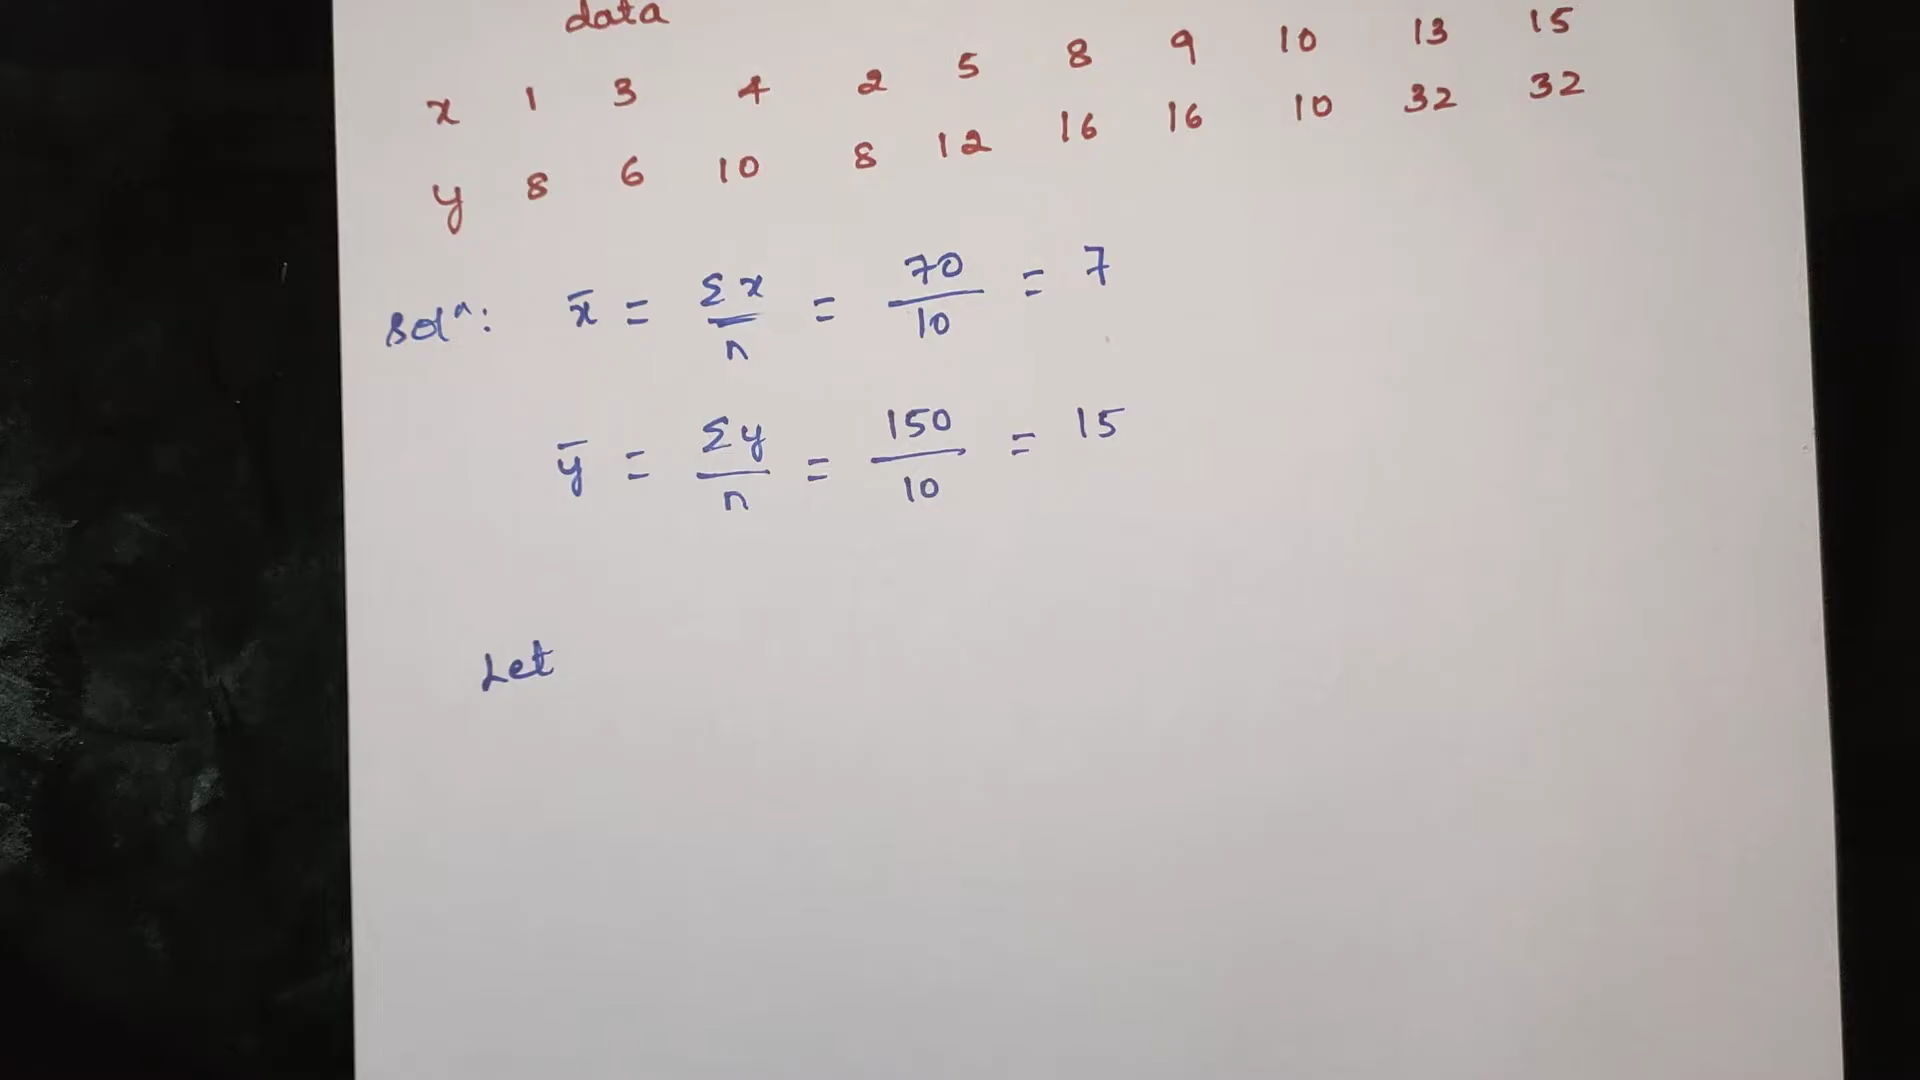 data
x 1 3 4 2 5 8 9 10 13 15
y 8 6 10 8 12 16 16 10 32 32
Solⁿ: x̄ = Σx/n = 70/10 = 7
ȳ = Σy/n = 150/10 = 15
Let